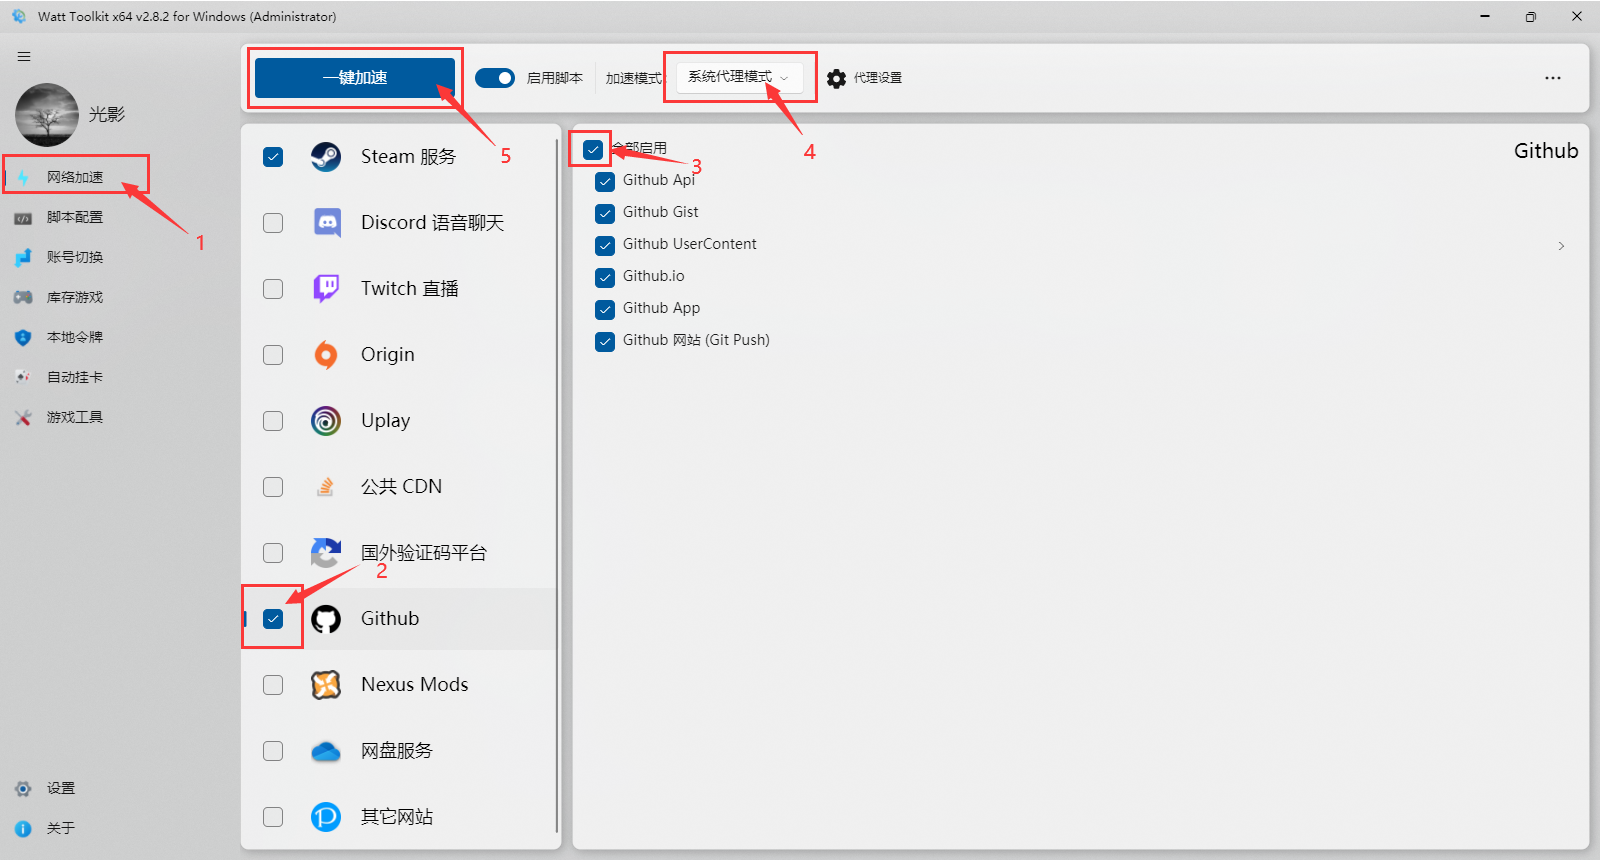 Watt Toolkit x64 v2.8.2 for Windows (Administrator)
光影
网络加速
1
脚本配置
账号切换
库存游戏
本地令牌
自动挂卡
游戏工具
设置
关于
一键加速
启用脚本
加速模式:
系统代理模式
代理设置
5
4
Steam 服务
Discord 语音聊天
Twitch 直播
Origin
Uplay
公共 CDN
国外验证码平台
2
Github
Nexus Mods
网盘服务
其它网站
全部启用
3
Github
Github Api
Github Gist
Github UserContent
Github.io
Github App
Github 网站 (Git Push)